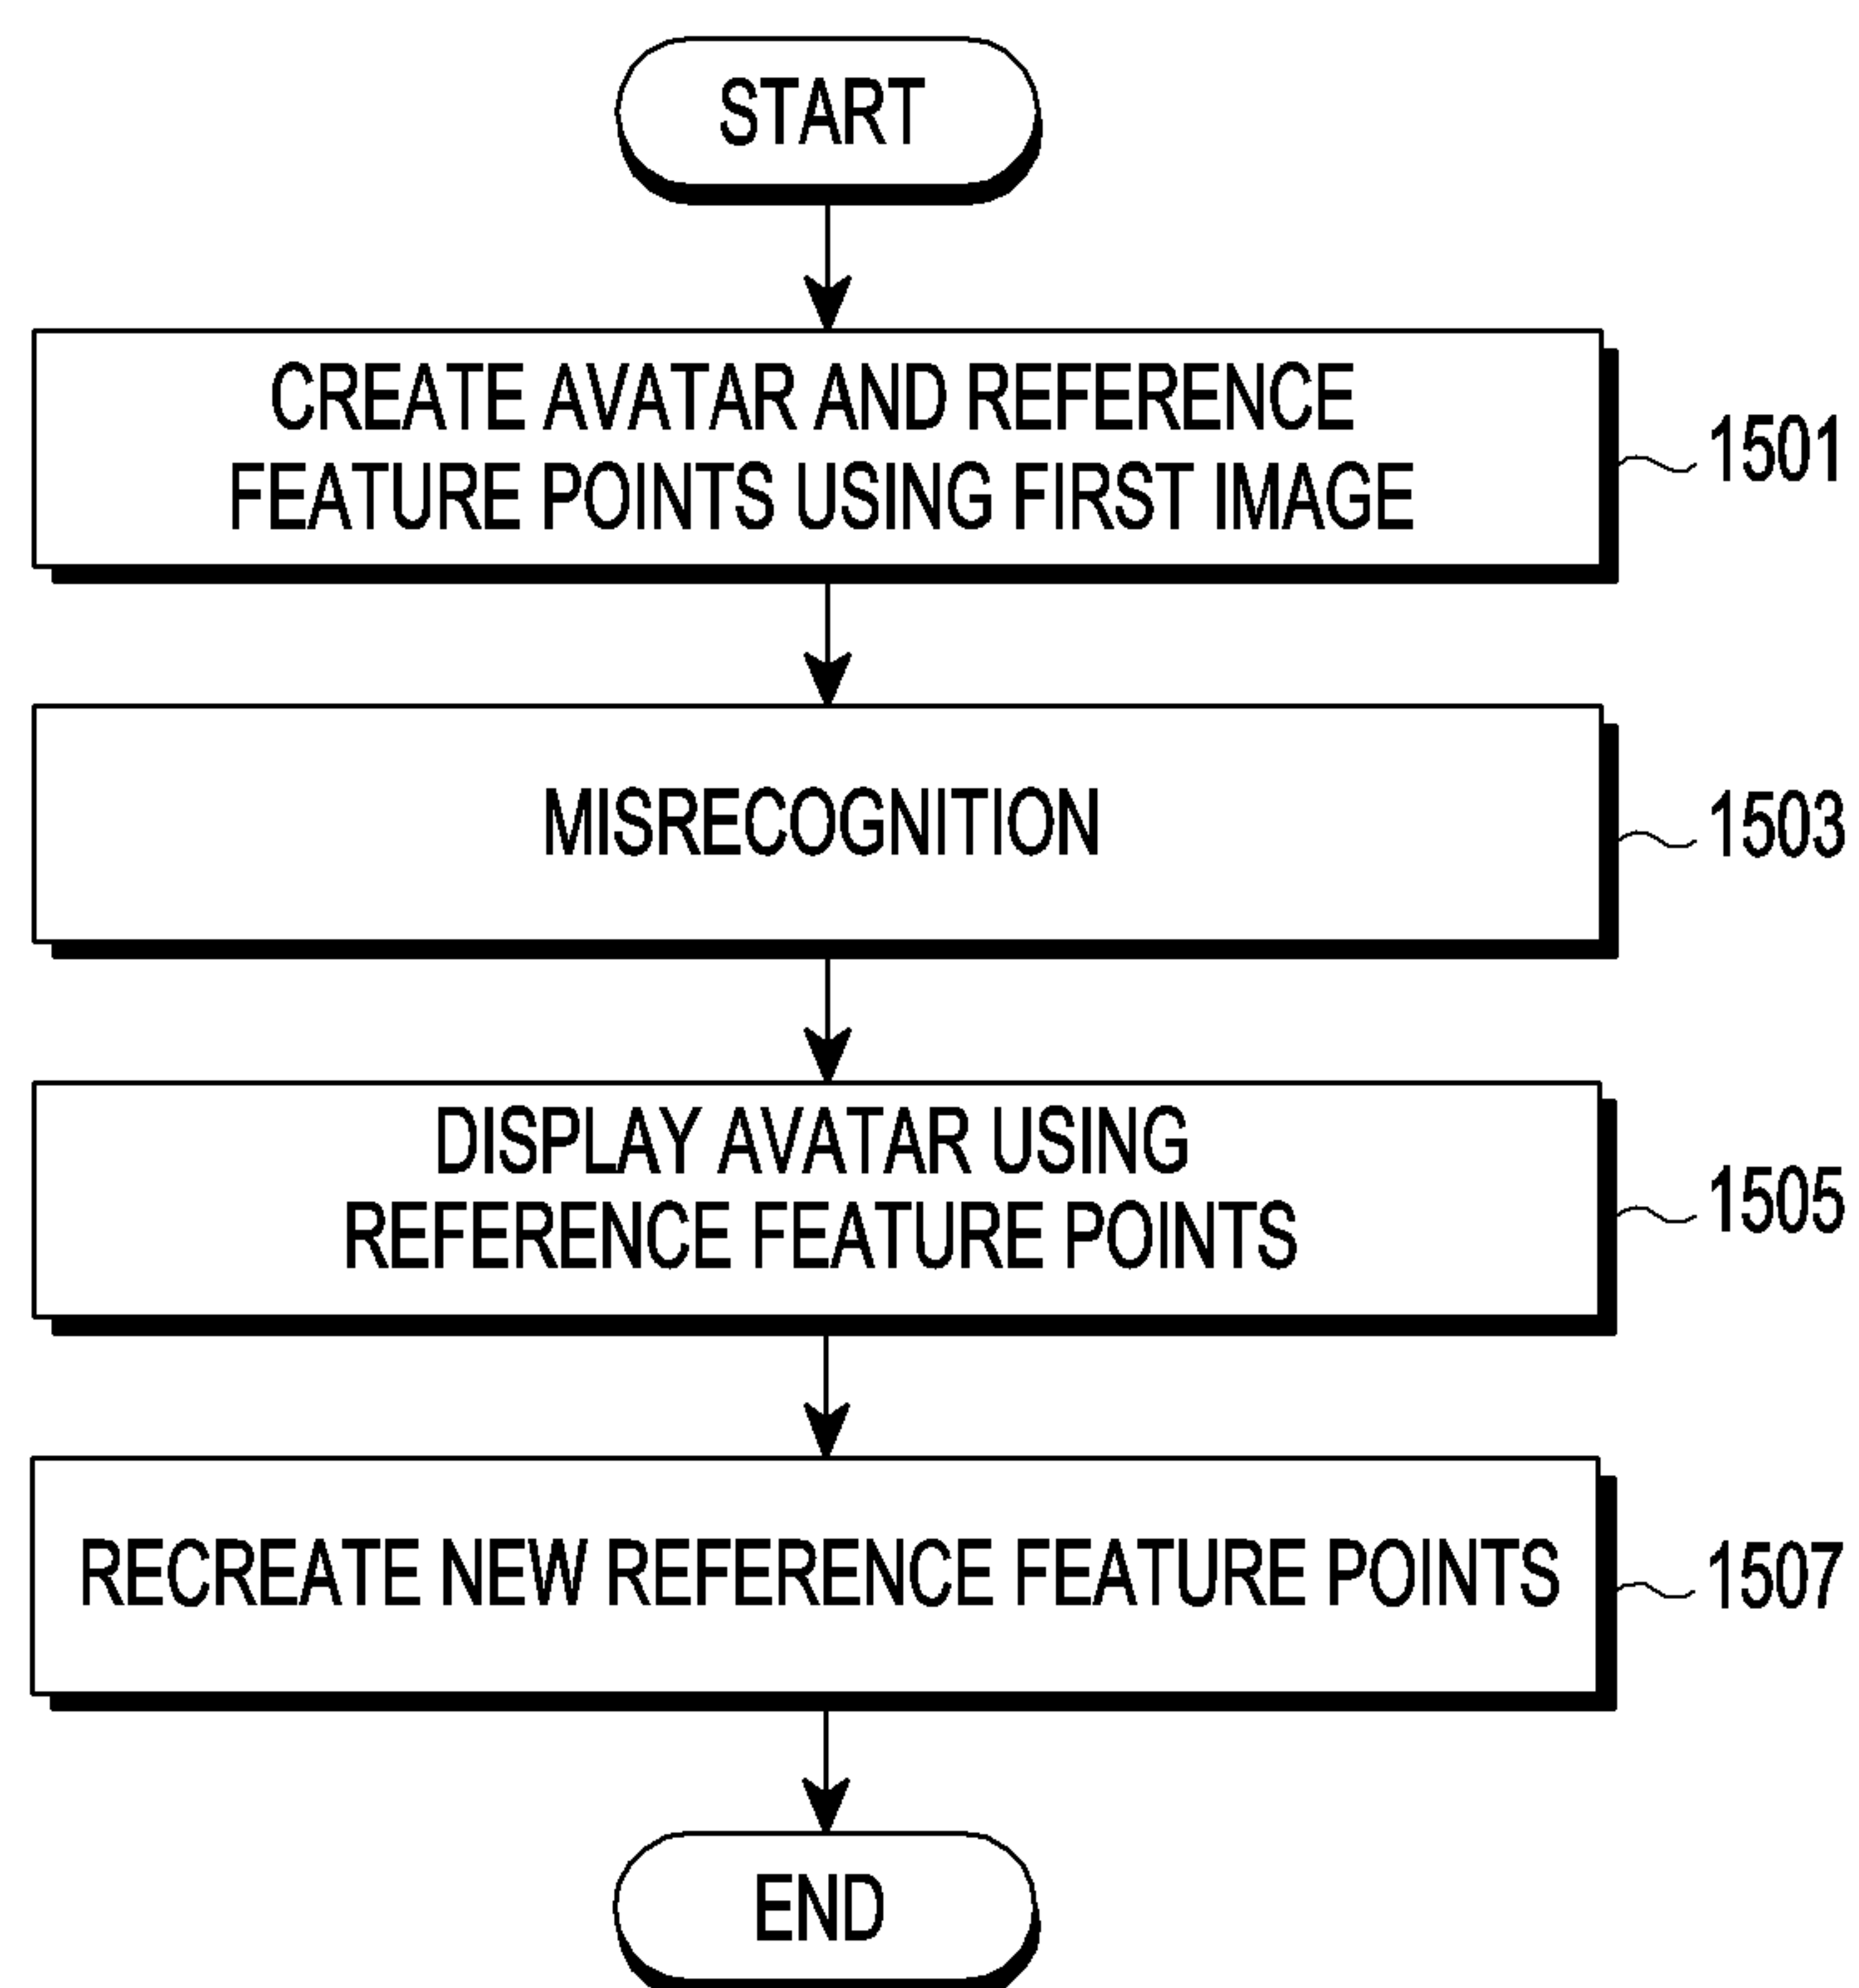 START
CREATE AVATAR AND REFERENCE
FEATURE POINTS USING FIRST IMAGE
1501
MISRECOGNITION
1503
DISPLAY AVATAR USING
REFERENCE FEATURE POINTS
1505
RECREATE NEW REFERENCE FEATURE POINTS
1507
END